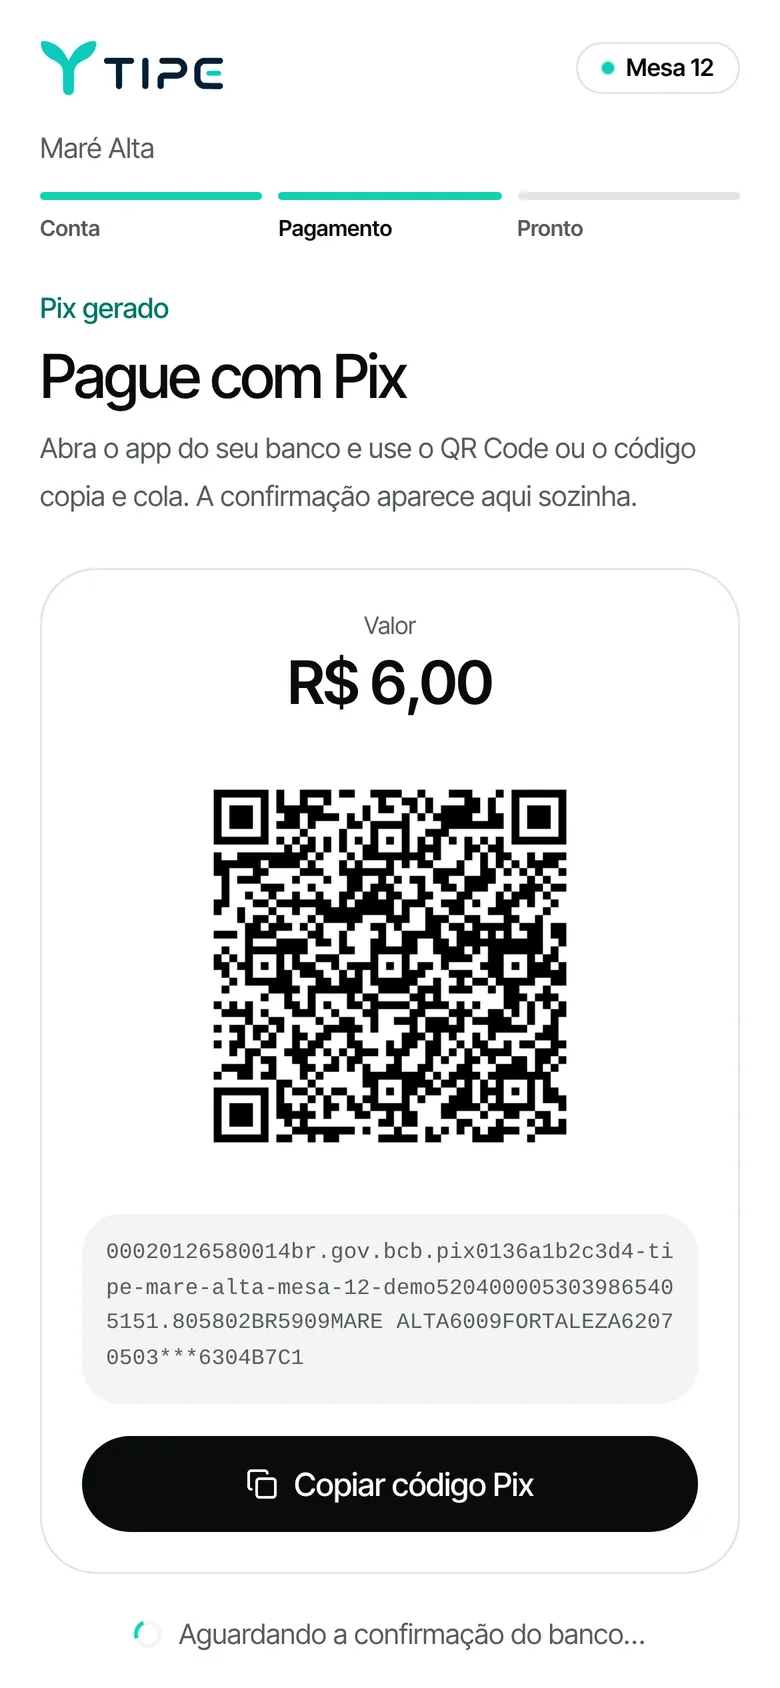 TIPE
Mesa 12
Maré Alta
Conta
Pagamento
Pronto
Pix gerado
Pague com Pix
Abra o app do seu banco e use o QR Code ou o código
copia e cola. A confirmação aparece aqui sozinha.
Valor
R$ 6,00
00020126580014br.gov.bcb.pix0136a1b2c3d4-ti
pe-mare-alta-mesa-12-demo520400005303986540
5151.805802BR5909MARE ALTA6009FORTALEZA6207
0503***6304B7C1
Copiar código Pix
Aguardando a confirmação do banco...